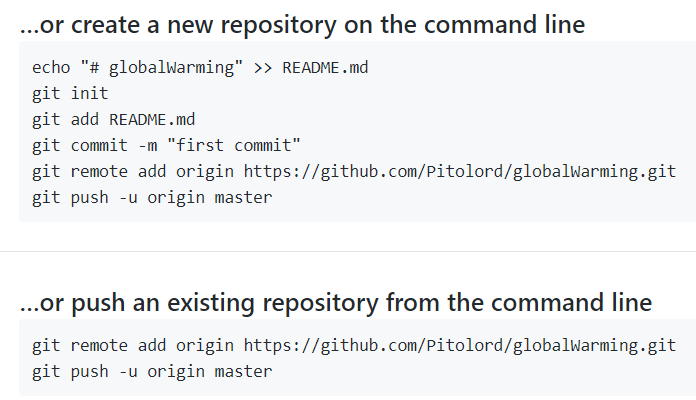 ...or create a new repository on the command line
echo "# globalWarming" >> README.md
git init
git add README.md
git commit -m "first commit"
git remote add origin https://github.com/Pitolord/globalWarming.git
git push -u origin master
...or push an existing repository from the command line
git remote add origin https://github.com/Pitolord/globalWarming.git
git push -u origin master